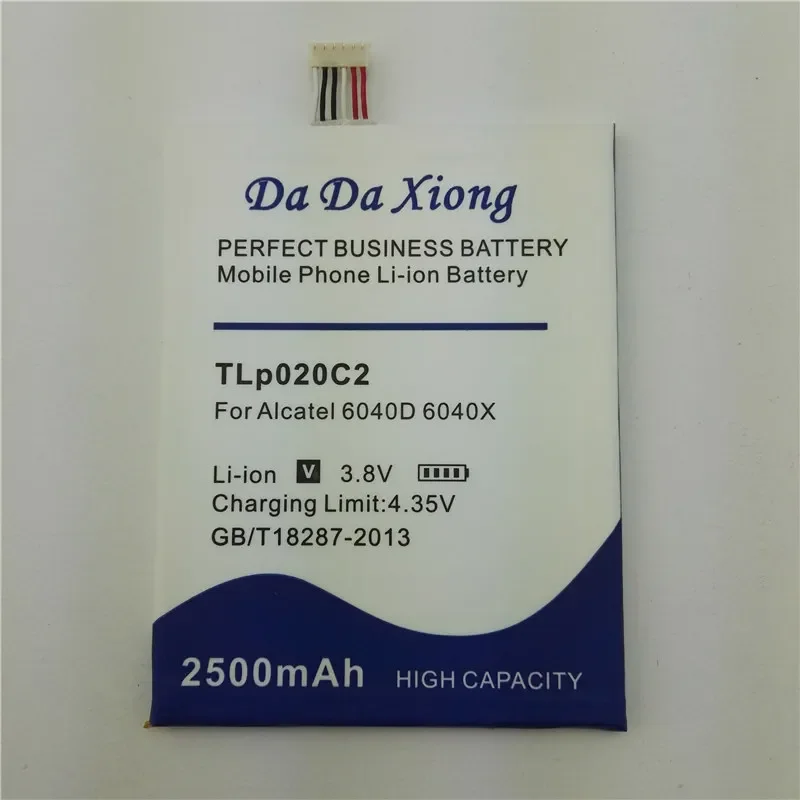 Da Da Xiong
PERFECT BUSINESS BATTERY
Mobile Phone Li-ion Battery
TLp020C2
For Alcatel 6040D 6040X
Li-ion V 3.8V
Charging Limit:4.35V
GB/T18287-2013
2500mAh HIGH CAPACITY